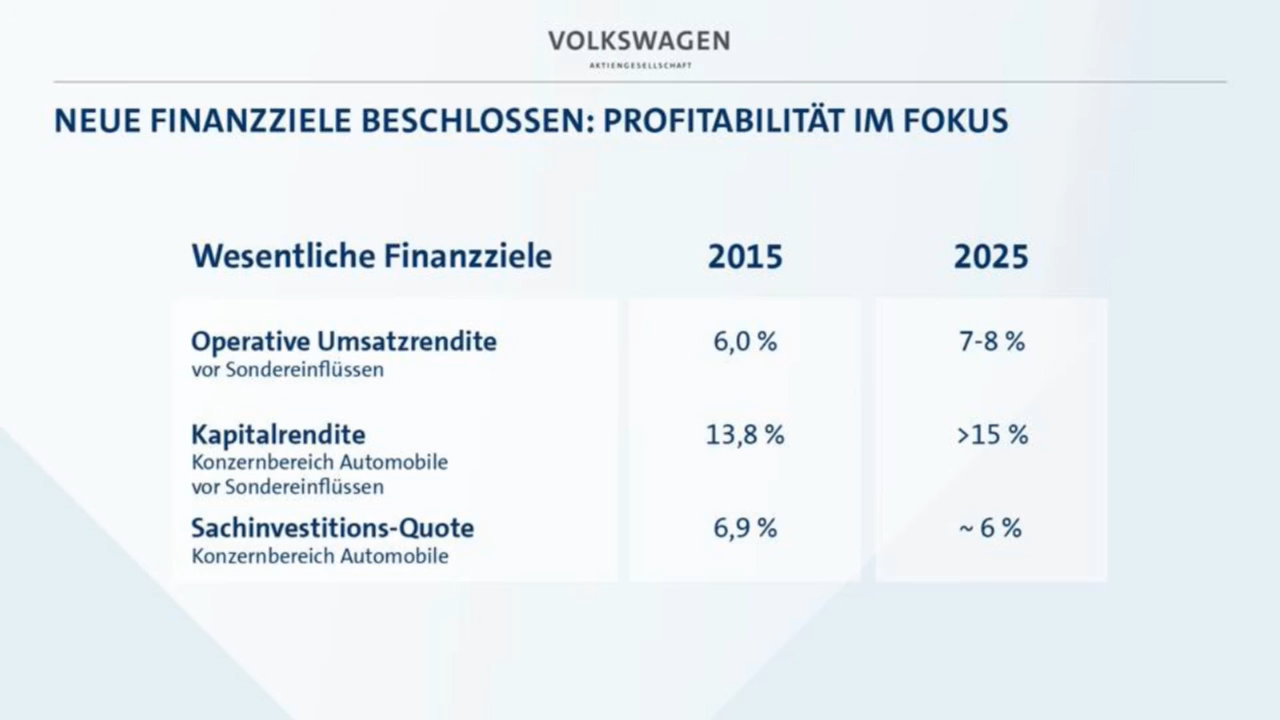 VOLKSWAGEN
AKTIENGESELLSCHAFT
NEUE FINANZZIELE BESCHLOSSEN: PROFITABILITÄT IM FOKUS
Wesentliche Finanzziele 2015 2025
Operative Umsatzrendite 6,0 % 7-8 %
vor Sondereinflüssen
Kapitalrendite 13,8 % >15 %
Konzernbereich Automobile
vor Sondereinflüssen
Sachinvestitions-Quote 6,9 % ~ 6 %
Konzernbereich Automobile